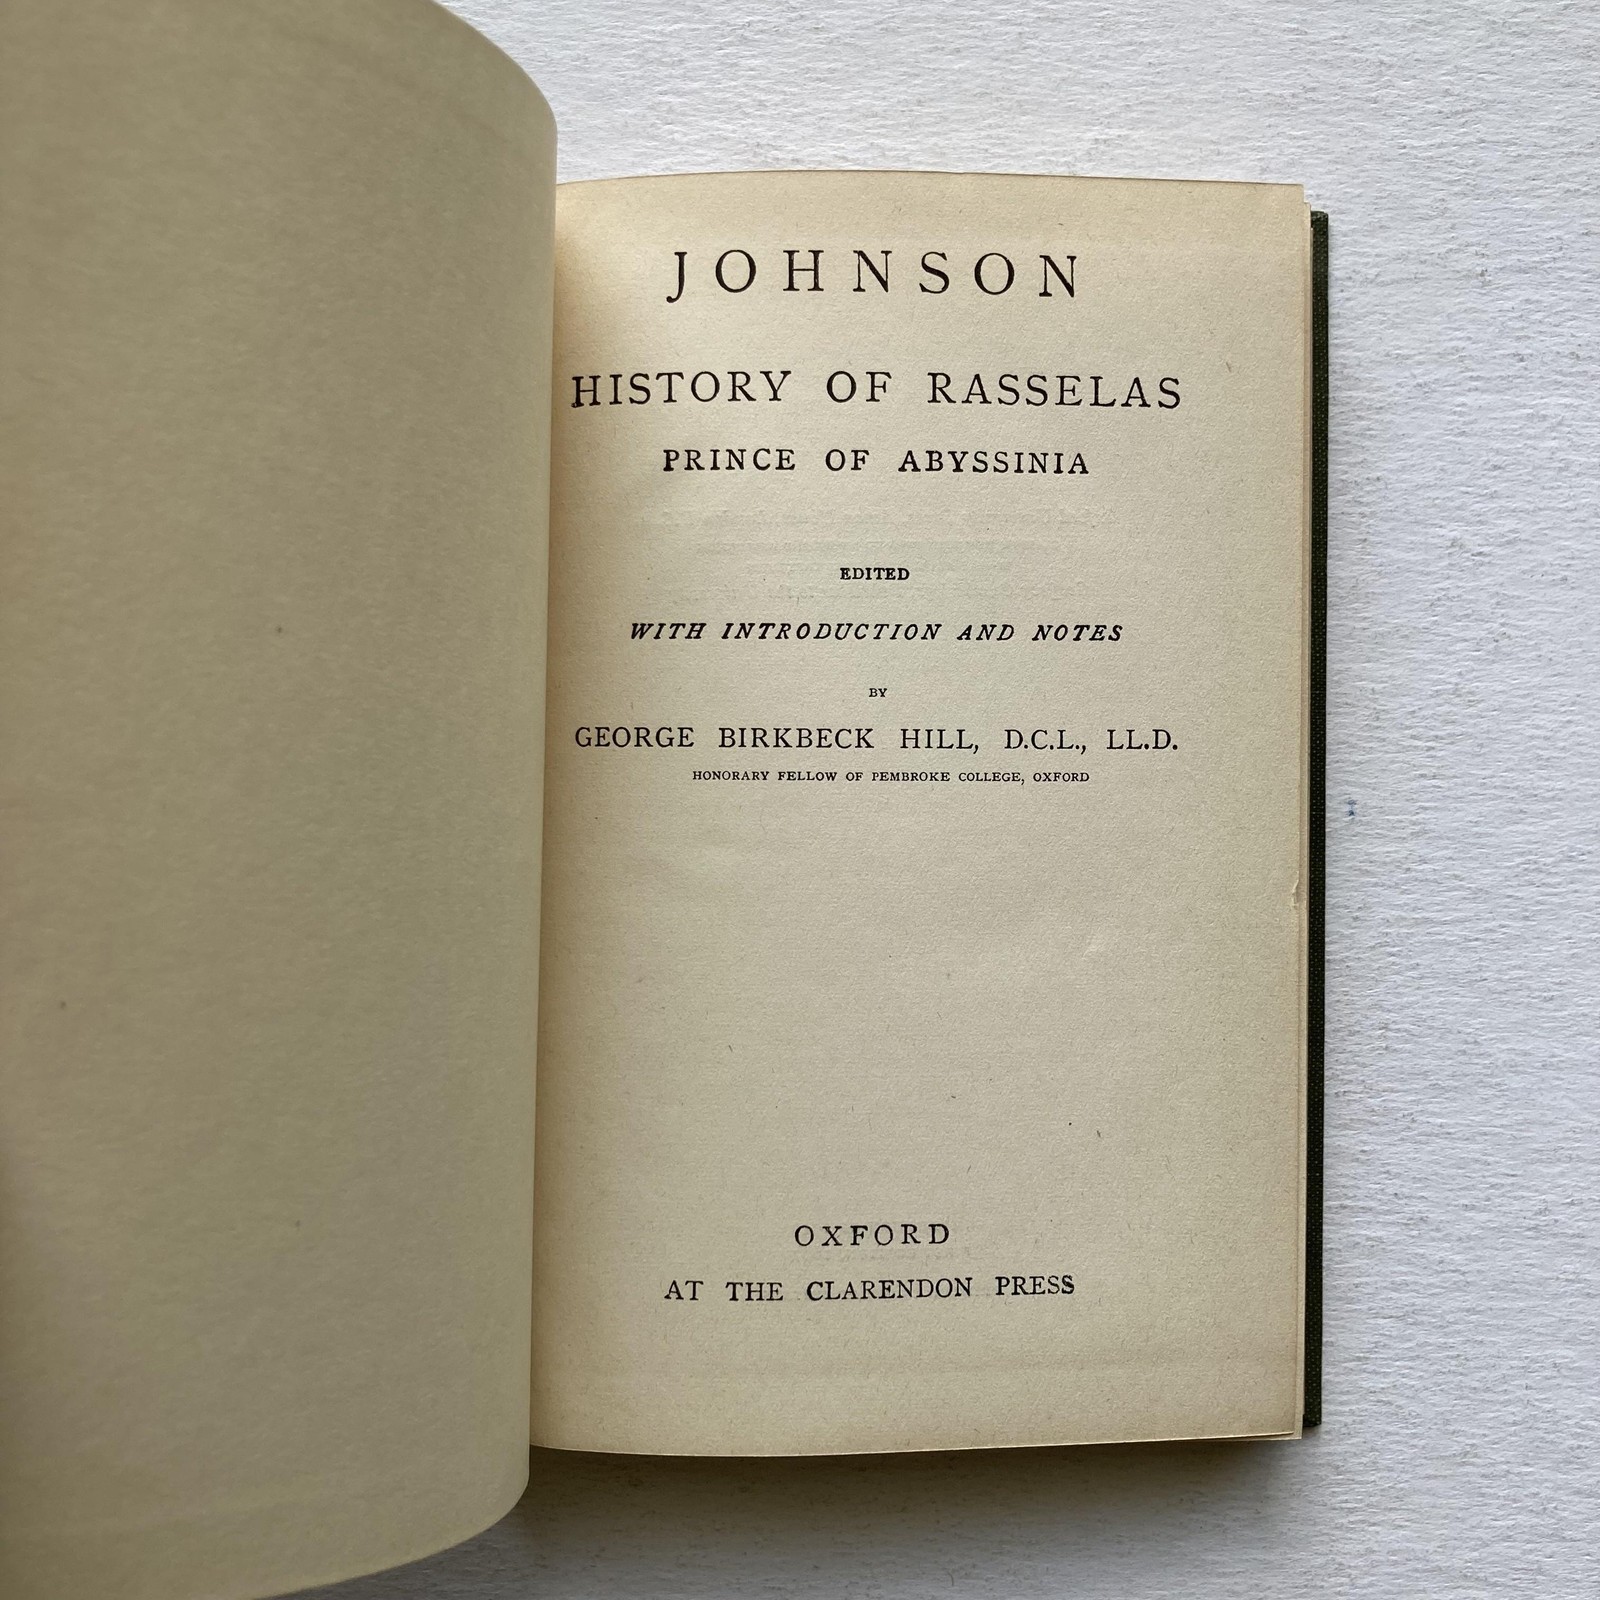 JOHNSON
HISTORY OF RASSELAS
PRINCE OF ABYSSINIA
EDITED
WITH INTRODUCTION AND NOTES
BY
GEORGE BIRKBECK HILL, D.C.L., LL.D.
HONORARY FELLOW OF PEMBROKE COLLEGE, OXFORD
OXFORD
AT THE CLARENDON PRESS